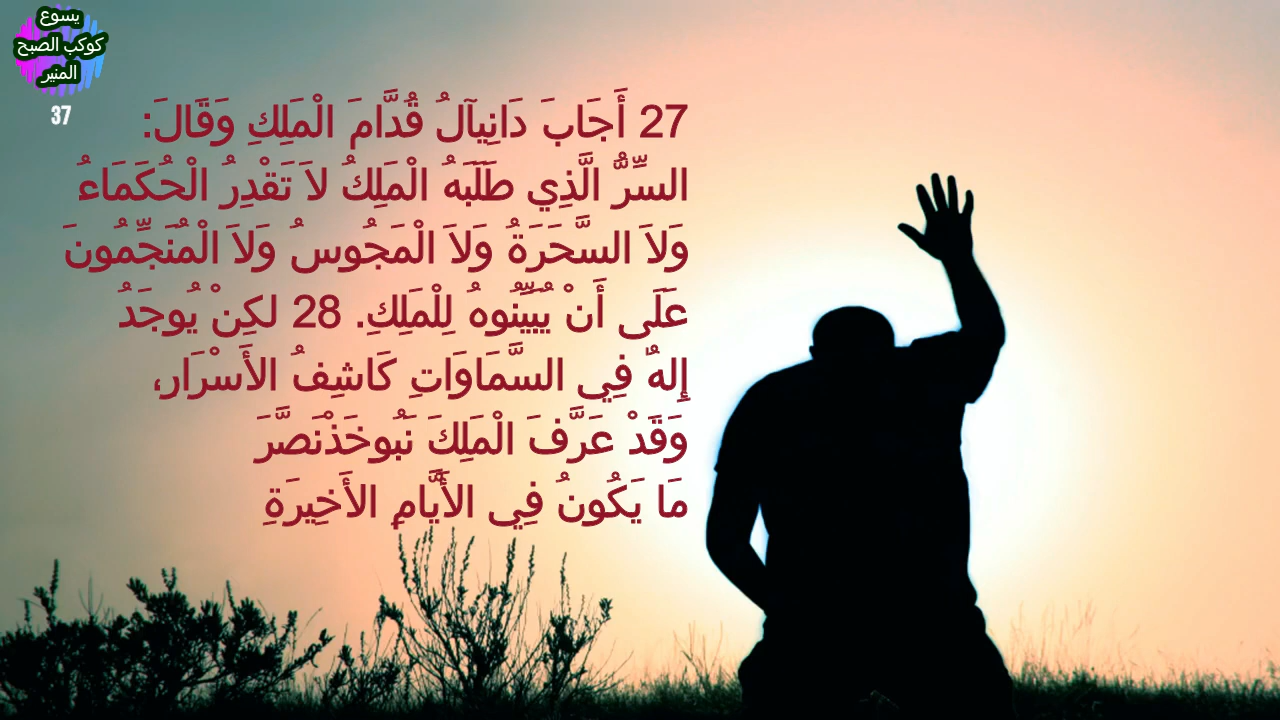 يسوع
كوكب الصبح
المنير
37
27 أَجَابَ دَانِيآلُ قُدَّامَ الْمَلِكِ وَقَالَ:
السِّرُّ الَّذِي طَلَبَهُ الْمَلِكُ لاَ تَقْدِرُ الْحُكَمَاءُ
وَلاَ السَّحَرَةُ وَلاَ الْمَجُوسُ وَلاَ الْمُنَجِّمُونَ
عَلَى أَنْ يُبَيِّنُوهُ لِلْمَلِكِ. 28 لكِنْ يُوجَدُ
إِلهٌ فِي السَّمَاوَاتِ كَاشِفُ الأَسْرَارِ،
وَقَدْ عَرَّفَ الْمَلِكَ نَبُوخَذْنَصَّرَ
مَا يَكُونُ فِي الأَيَّامِ الأَخِيرَةِ